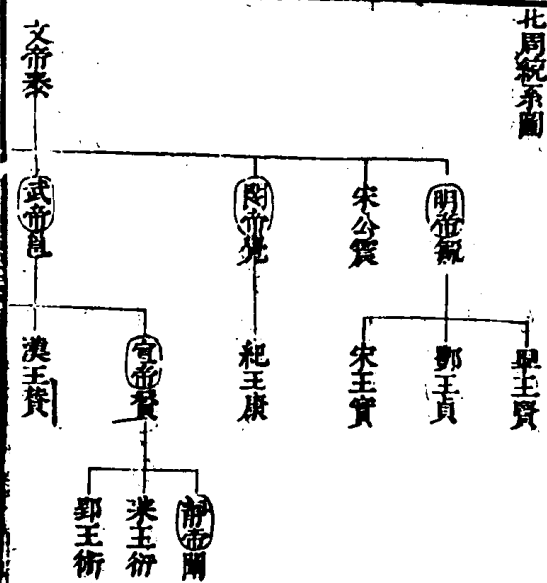 北周統系圖
文帝泰
明帝毓
宋公震
閔帝覺
武帝邕
畢王賢
酆王貞
宋王實
紀王康
宣帝贇
漢王贊
靜帝闡
萊王衍
郢王術